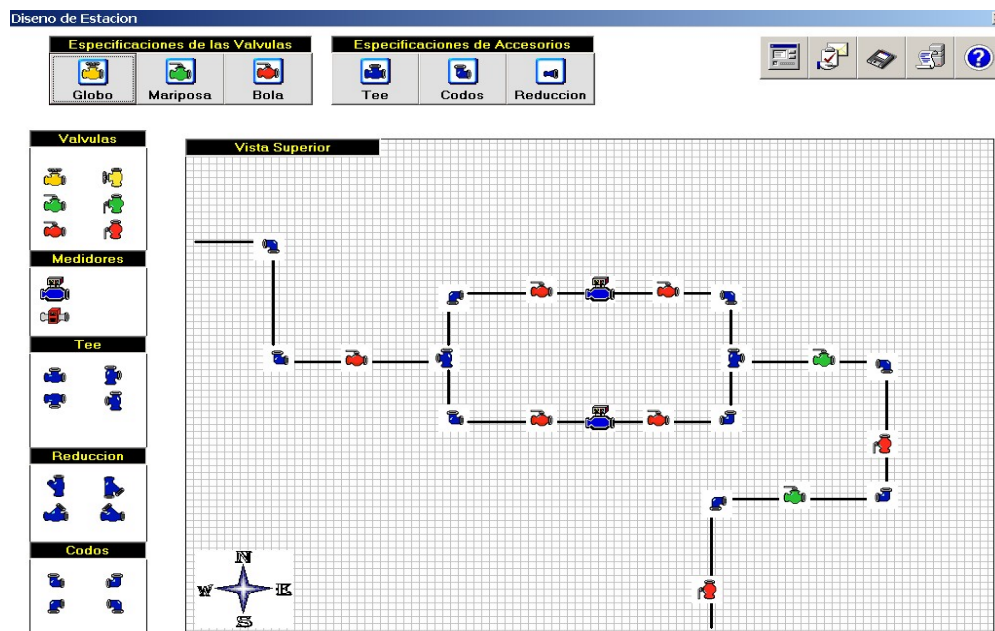 Diseno de Estacion
Especificaciones de las Valvulas
Globo
Mariposa
Bola
Especificaciones de Accesorios
Tee
Codos
Reduccion
Valvulas
Medidores
Tee
Reduccion
Codos
Vista Superior
N
W
E
S